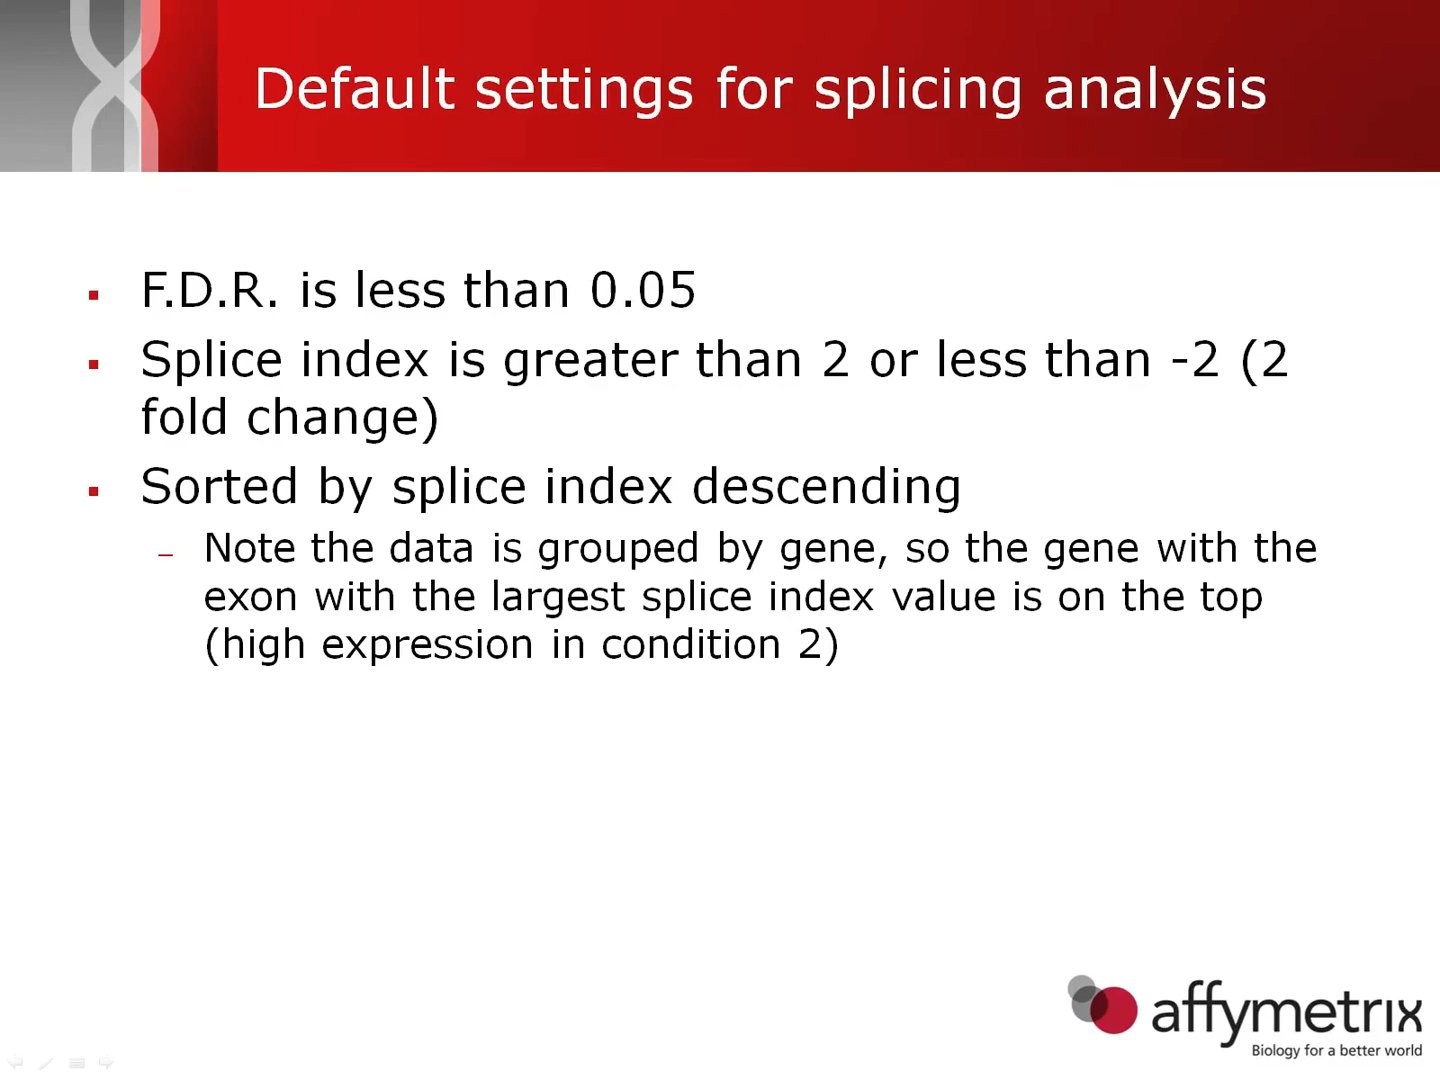 Default settings for splicing analysis
▪ F.D.R. is less than 0.05
▪ Splice index is greater than 2 or less than -2 (2
fold change)
▪ Sorted by splice index descending
– Note the data is grouped by gene, so the gene with the
exon with the largest splice index value is on the top
(high expression in condition 2)
affymetrix
Biology for a better world